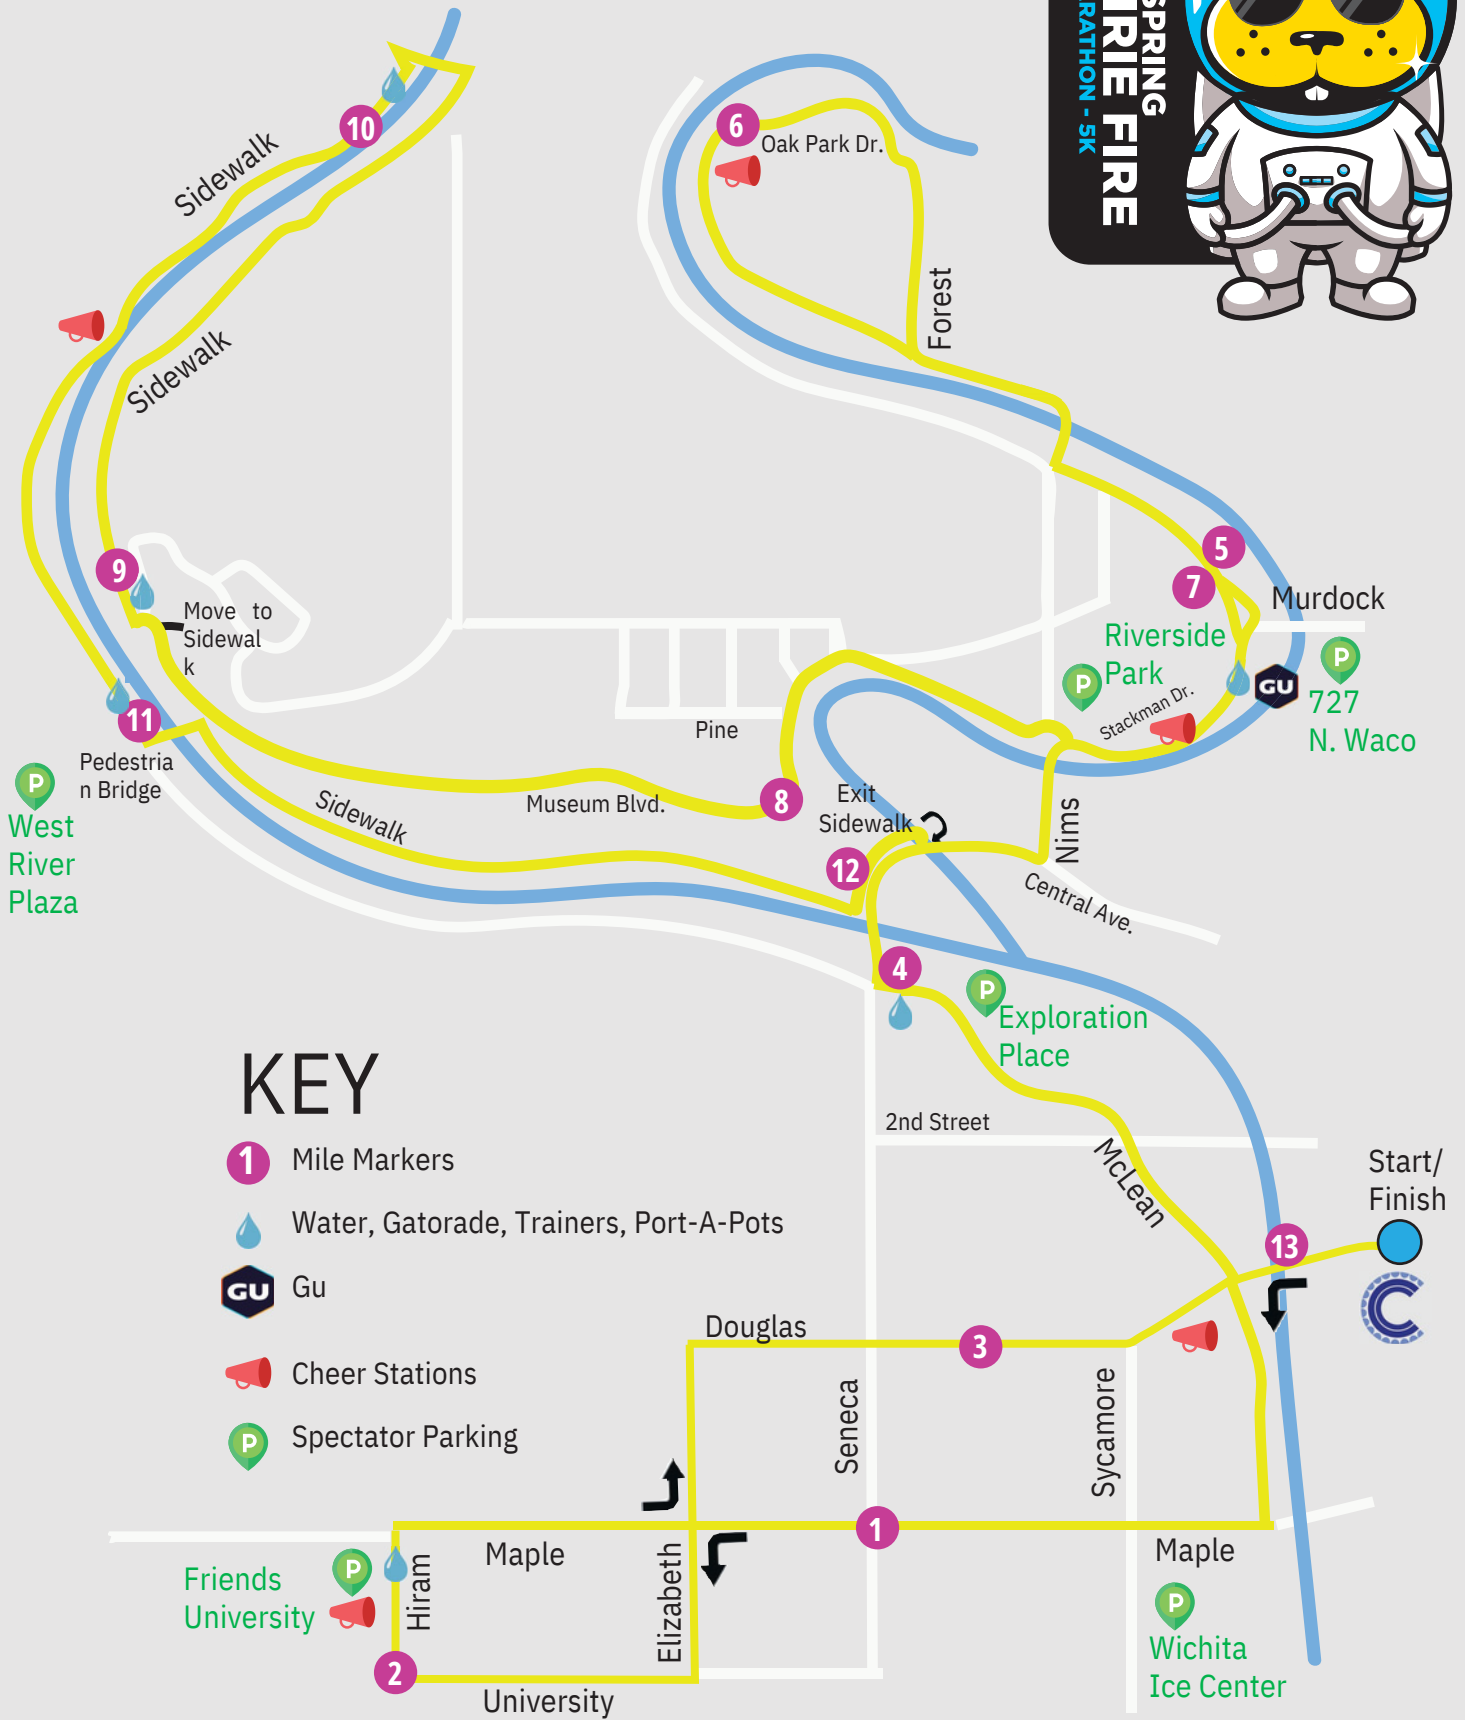 SPRING
IRIE FIRE
RATHON - 5K
10
Sidewalk
6
Oak Park Dr.
Forest
Sidewalk
9
Move to
Sidewal
k
5
7
Murdock
Riverside
Park
P
P
GU
727
N. Waco
Stackman Dr.
11
Pedestria
n Bridge
P
West
River
Plaza
Pine
Museum Blvd.
8
Sidewalk
Exit
Sidewalk
12
Nims
Central Ave.
4
P
Exploration
Place
2nd Street
McLean
Start/
Finish
13
C
KEY
1 Mile Markers
Water, Gatorade, Trainers, Port-A-Pots
GU Gu
Cheer Stations
P Spectator Parking
Douglas
3
Seneca
Sycamore
1
Maple
Maple
Friends
University
P
Hiram
Elizabeth
2
University
P
Wichita
Ice Center